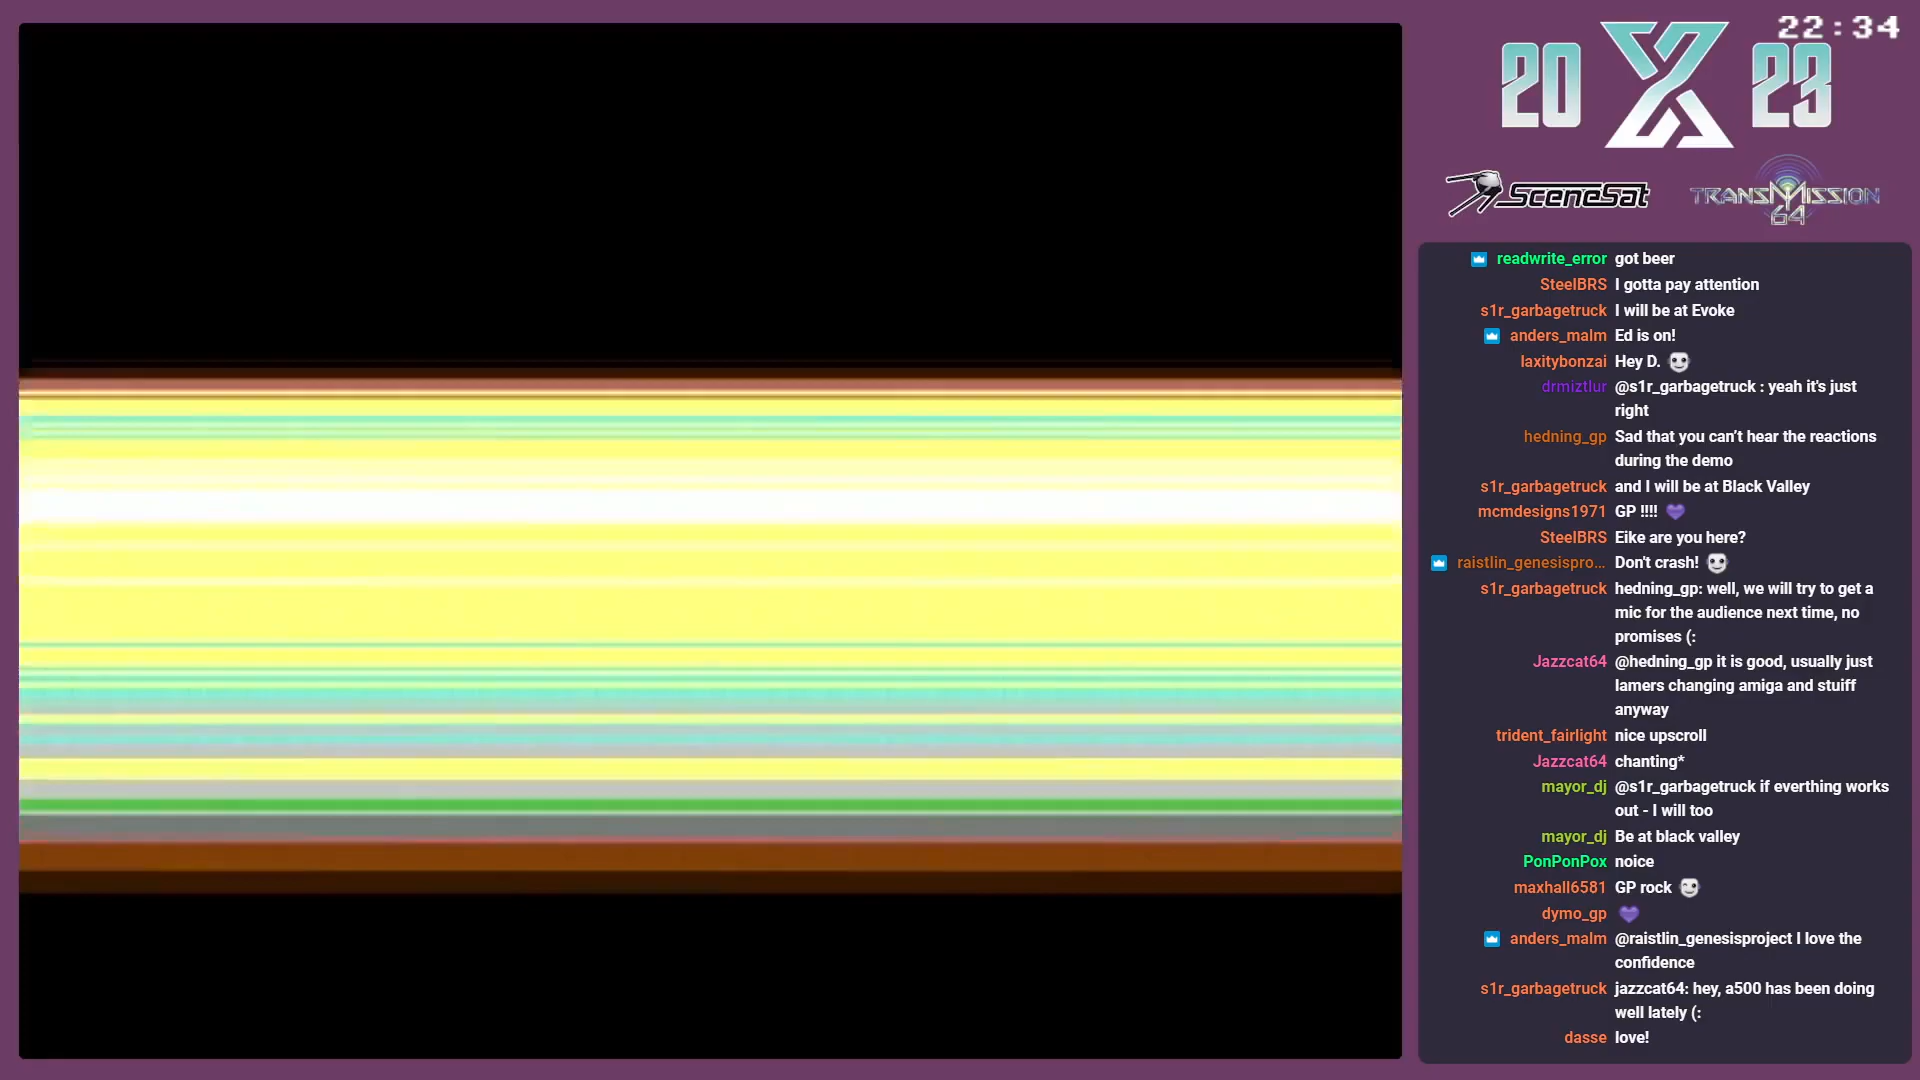 22:34
20 X 23
SceneSat
TRANSMISSION
64
readwrite_error got beer
SteelBRS I gotta pay attention
s1r_garbagetruck I will be at Evoke
anders_malm Ed is on!
laxitybonzai Hey D.
drmiztlur @s1r_garbagetruck : yeah it's just
right
hedning_gp Sad that you can’t hear the reactions
during the demo
s1r_garbagetruck and I will be at Black Valley
mcmdesigns1971 GP !!!!
SteelBRS Eike are you here?
raistlin_genesispro... Don't crash!
s1r_garbagetruck hedning_gp: well, we will try to get a
mic for the audience next time, no
promises (:
Jazzcat64 @hedning_gp it is good, usually just
lamers changing amiga and stuiff
anyway
trident_fairlight nice upscroll
Jazzcat64 chanting*
mayor_dj @s1r_garbagetruck if everthing works
out - I will too
mayor_dj Be at black valley
PonPonPox noice
maxhall6581 GP rock
dymo_gp
anders_malm @raistlin_genesisproject I love the
confidence
s1r_garbagetruck jazzcat64: hey, a500 has been doing
well lately (:
dasse love!